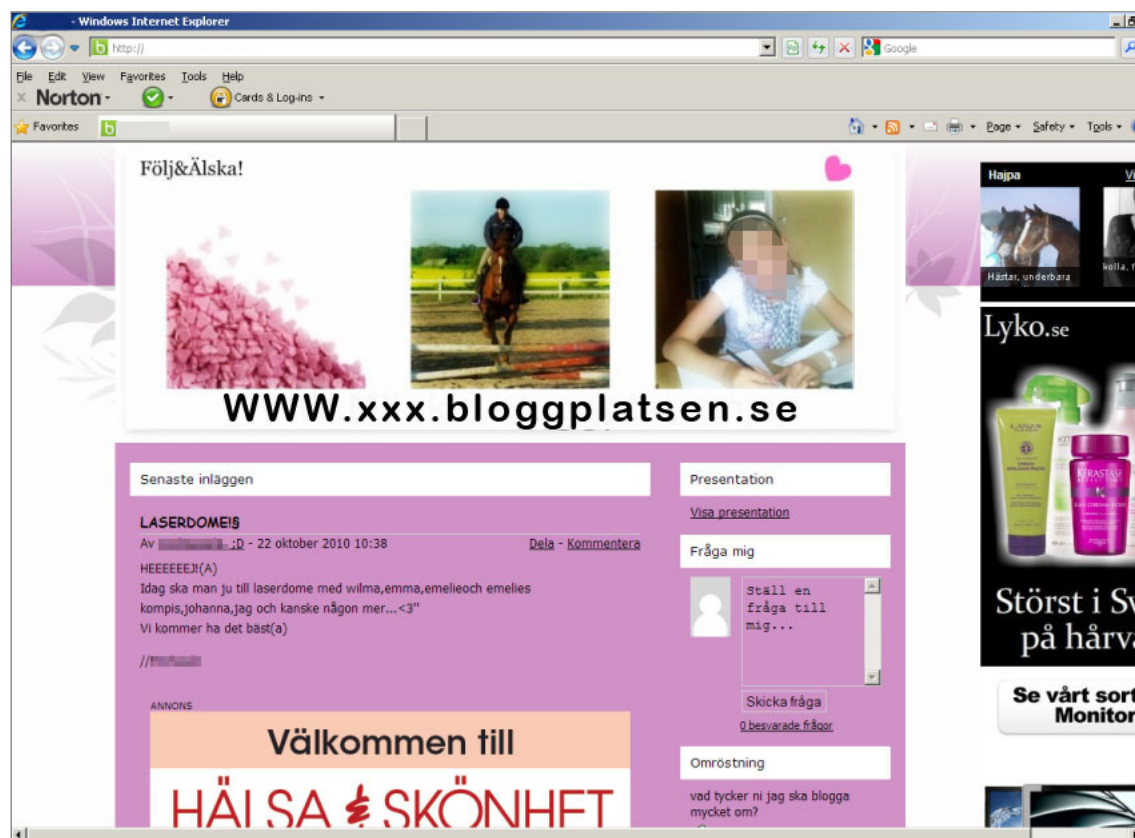 - Windows Internet Explorer
http://
Google
File Edit View Favorites Tools Help
Norton
Cards & Log-ins
Favorites
Page Safety Tools
Följ&Älska!
WWW.xxx.bloggplatsen.se
Senaste inläggen
LASERDOME!§
Av :D - 22 oktober 2010 10:38 Dela - Kommentera
HEEEEEEJ!(A)
Idag ska man ju till laserdome med wilma,emma,emelieoch emelies
kompis,johanna,jag och kanske någon mer...<3"
Vi kommer ha det bäst(a)
//
ANNONS
Välkommen till
HÄLSA & SKÖNHET
Presentation
Visa presentation
Fråga mig
Ställ en
fråga till
mig...
Skicka fråga
0 besvarade frågor
Omröstning
vad tycker ni jag ska blogga
mycket om?
Hajpa
Vi
Hästar, underbara
kolla, f
Lyko.se
KÉRASTASE
Störst i Sv
på hårva
Se vårt sort
Monitor